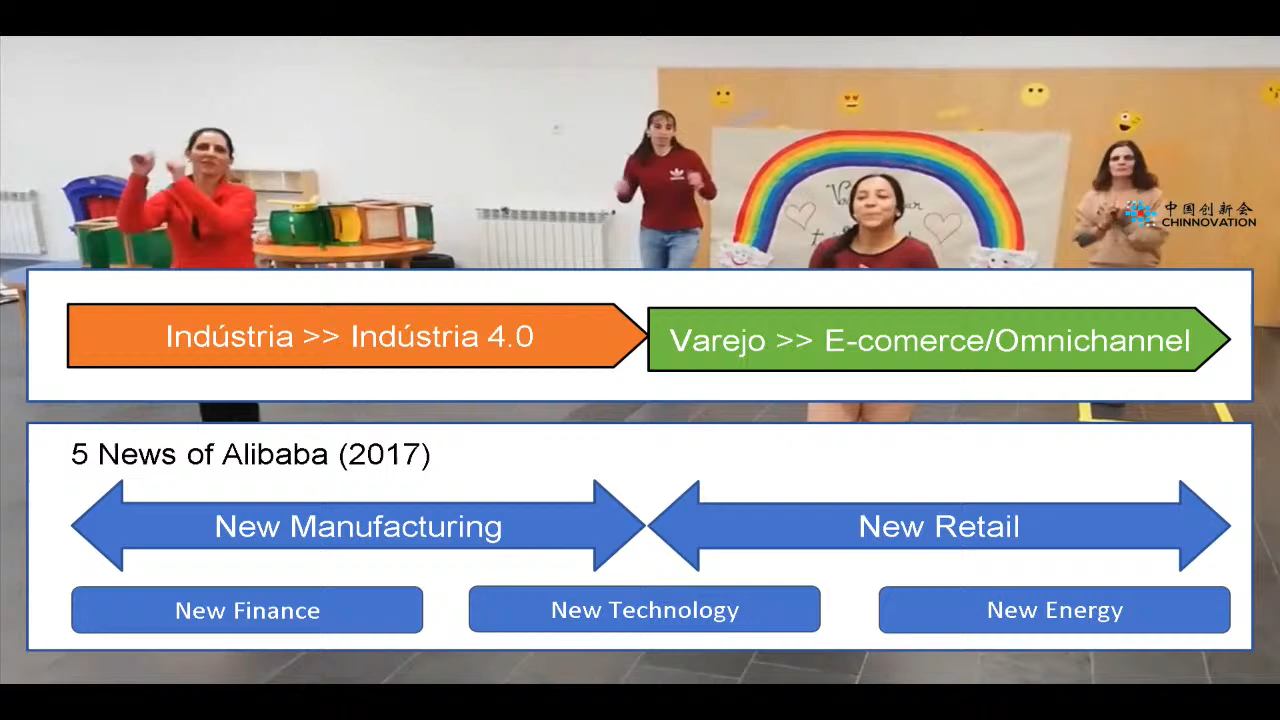 中国创新会
CHINNOVATION
Indústria >> Indústria 4.0
Varejo >> E-comerce/Omnichannel
5 News of Alibaba (2017)
New Manufacturing
New Retail
New Finance
New Technology
New Energy